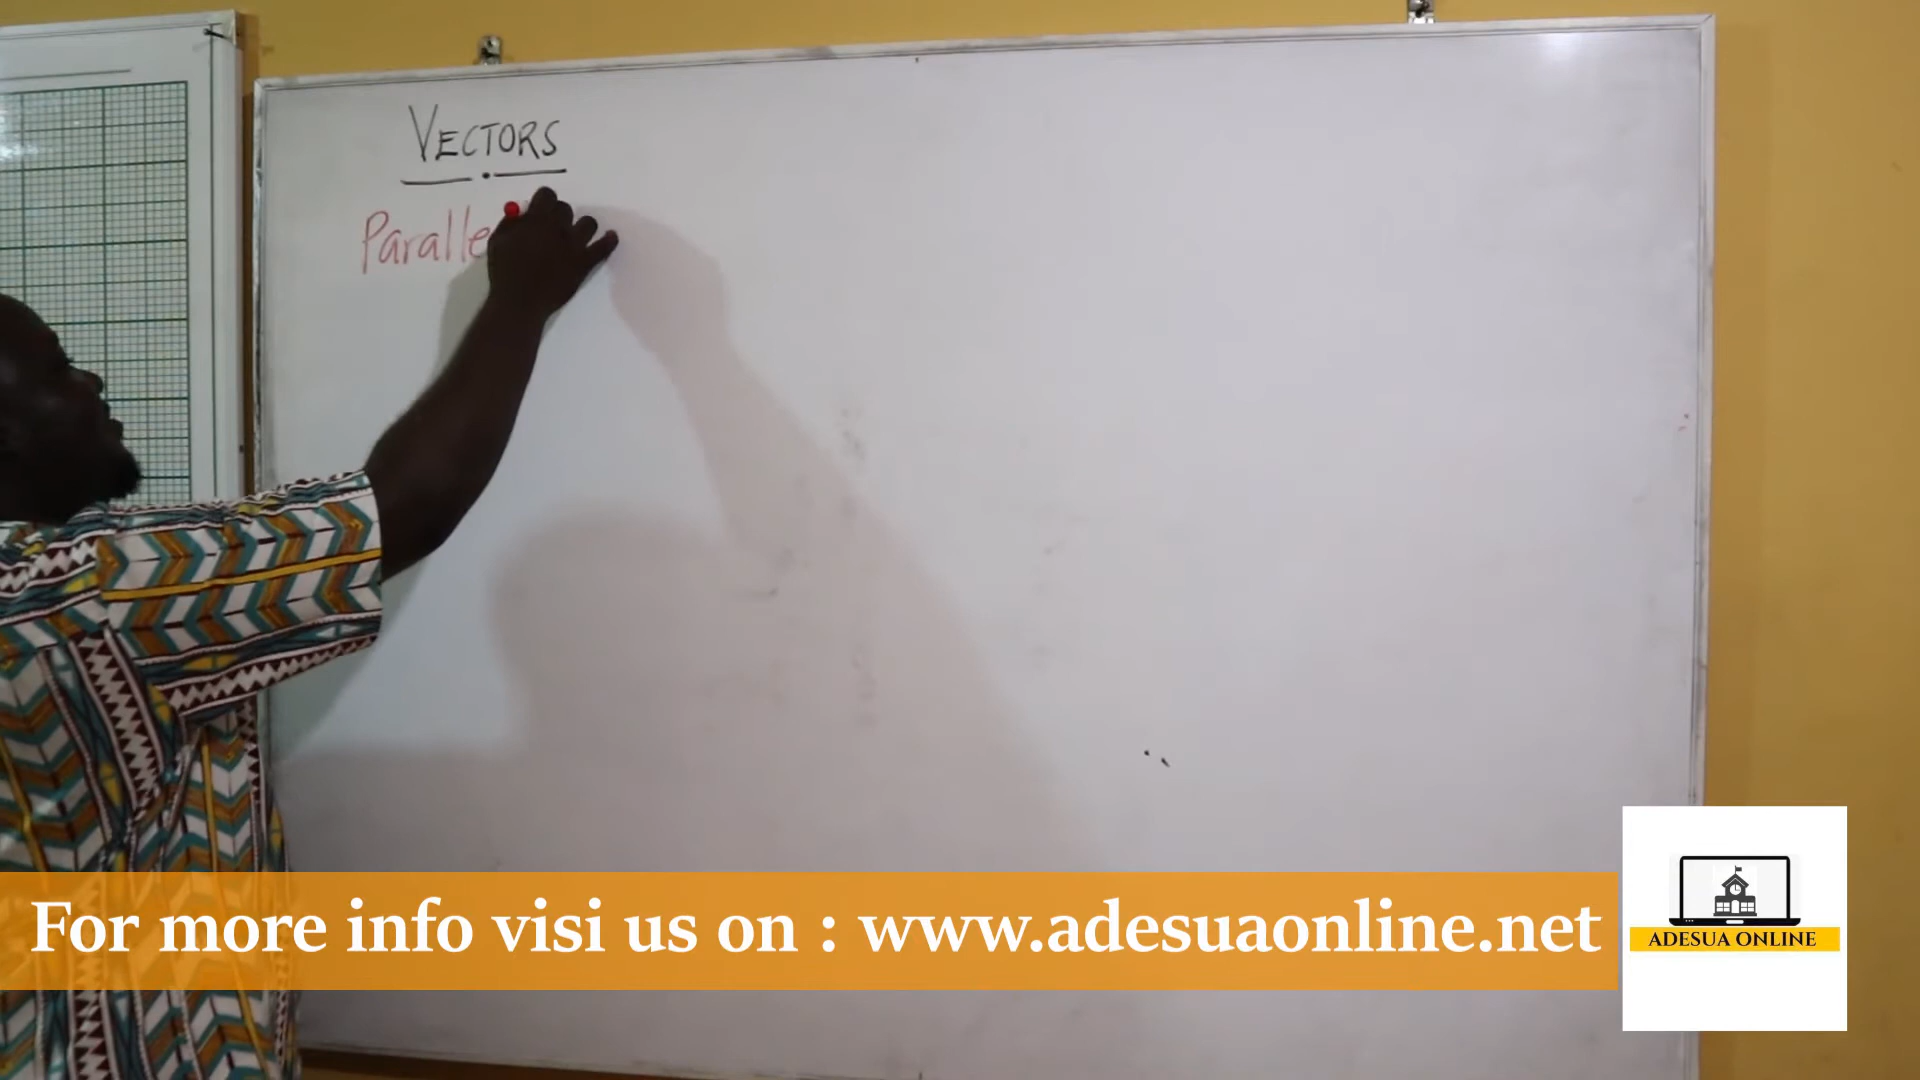 VECTORS
Paralle
For more info visi us on : www.adesuaonline.net
ADESUA ONLINE